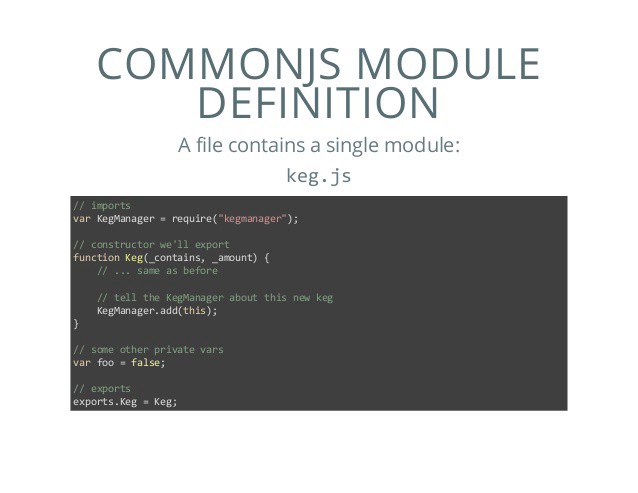 COMMONJS MODULE
DEFINITION
A file contains a single module:
keg.js
// imports
var KegManager = require("kegmanager");
// constructor we'll export
function Keg(_contains, _amount) {
// ... same as before
// tell the KegManager about this new keg
KegManager.add(this);
}
// some other private vars
var foo = false;
// exports
exports.Keg = Keg;